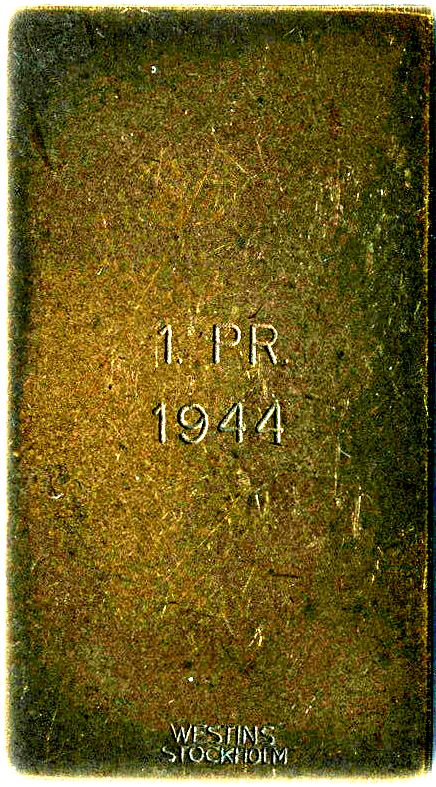 1. PR.
1944
WESTINS
STOCKHOLM